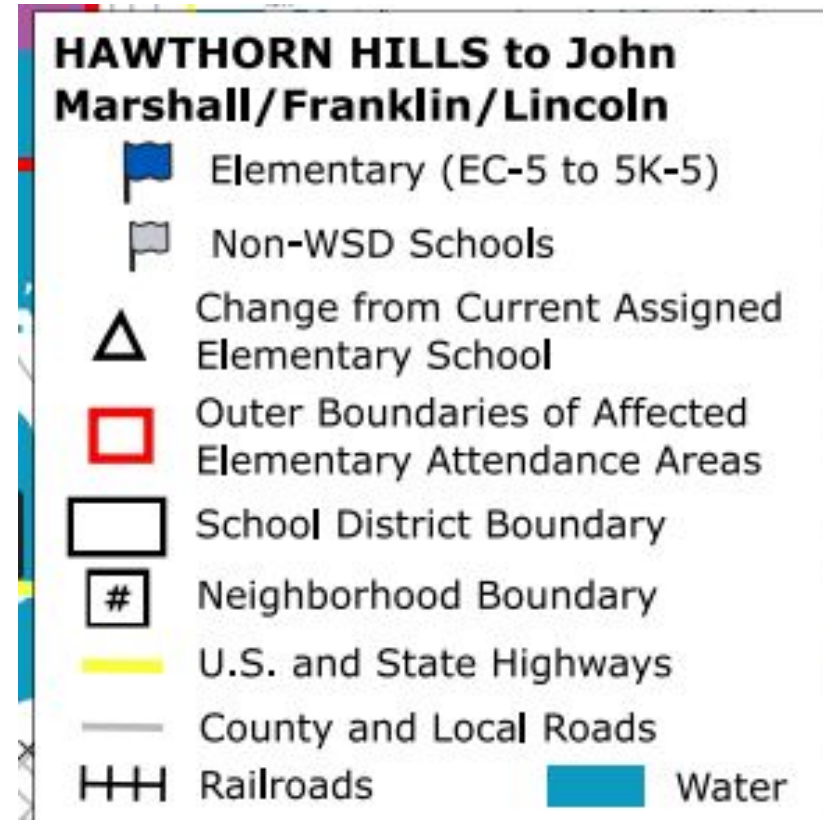 HAWTHORN HILLS to John
Marshall/Franklin/Lincoln
Elementary (EC-5 to 5K-5)
Non-WSD Schools
Change from Current Assigned
Elementary School
Outer Boundaries of Affected
Elementary Attendance Areas
School District Boundary
# Neighborhood Boundary
U.S. and State Highways
County and Local Roads
Railroads Water